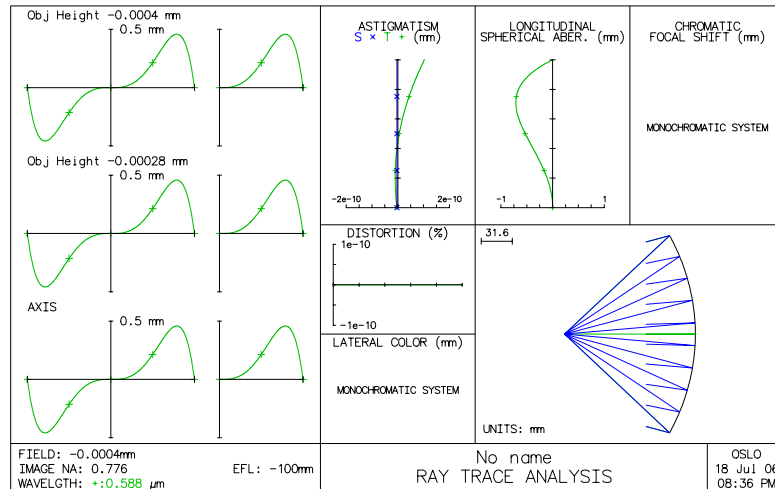 Obj Height -0.0004 mm
0.5 mm
Obj Height -0.00028 mm
0.5 mm
AXIS
0.5 mm
ASTIGMATISM
S × T + (mm)
-2e-10 2e-10
LONGITUDINAL
SPHERICAL ABER. (mm)
-1 1
CHROMATIC
FOCAL SHIFT (mm)
MONOCHROMATIC SYSTEM
DISTORTION (%)
1e-10
-1e-10
LATERAL COLOR (mm)
MONOCHROMATIC SYSTEM
31.6
UNITS: mm
FIELD: -0.0004mm
IMAGE NA: 0.776
WAVELGTH: +:0.588 µm
EFL: -100mm
No name
RAY TRACE ANALYSIS
OSLO
18 Jul 06
08:36 PM